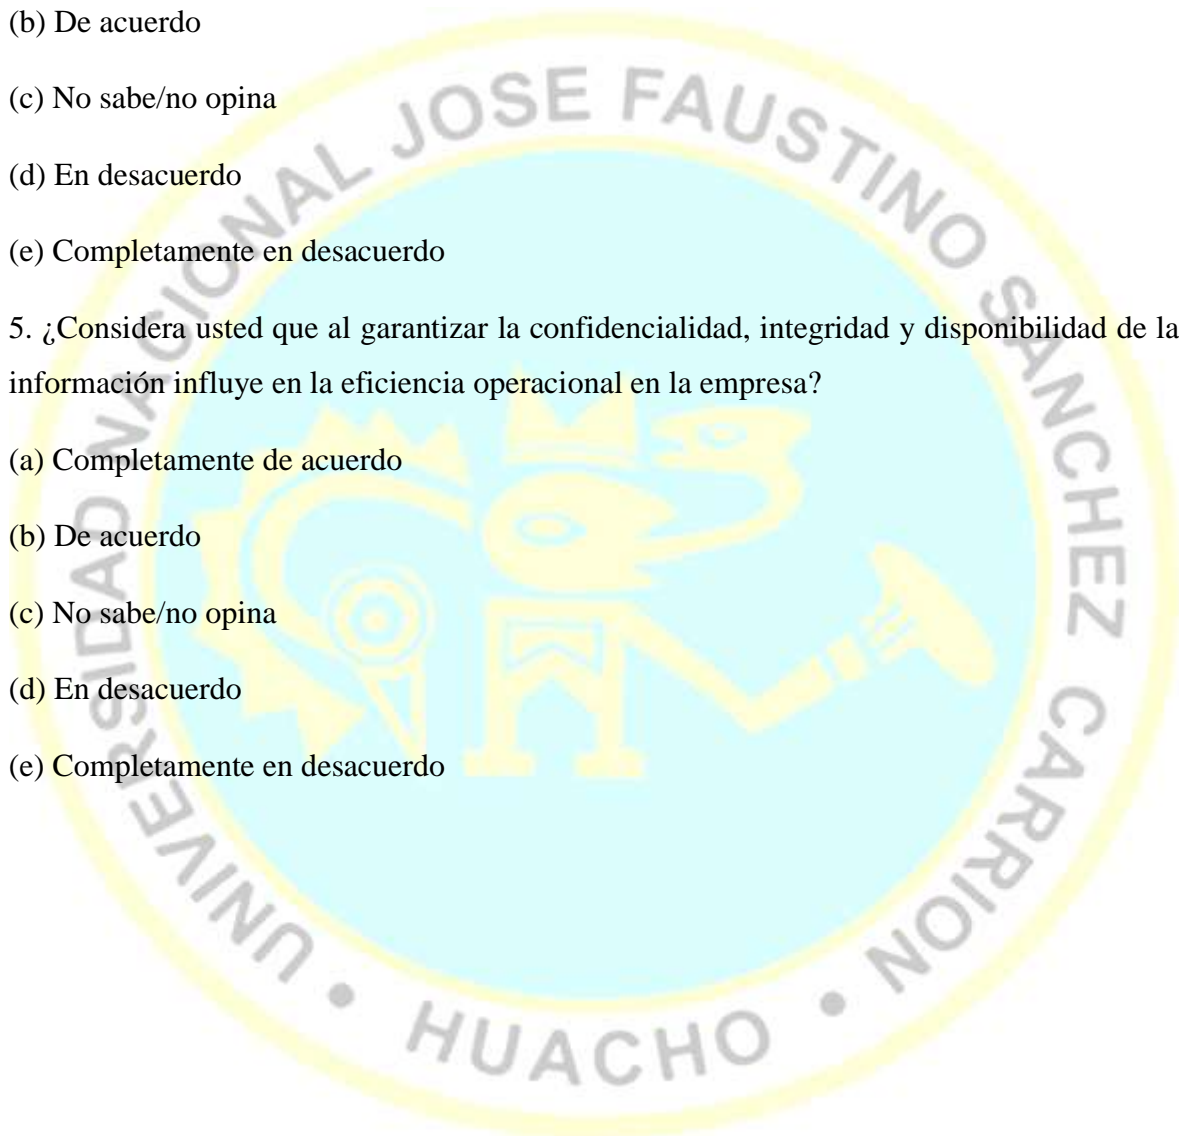 (b) De acuerdo
(c) No sabe/no opina
(d) En desacuerdo
(e) Completamente en desacuerdo
5. ¿Considera usted que al garantizar la confidencialidad, integridad y disponibilidad de la
información influye en la eficiencia operacional en la empresa?
(a) Completamente de acuerdo
(b) De acuerdo
(c) No sabe/no opina
(d) En desacuerdo
(e) Completamente en desacuerdo
UNIVERSIDAD NACIONAL JOSE FAUSTINO SANCHEZ CARRION • HUACHO •